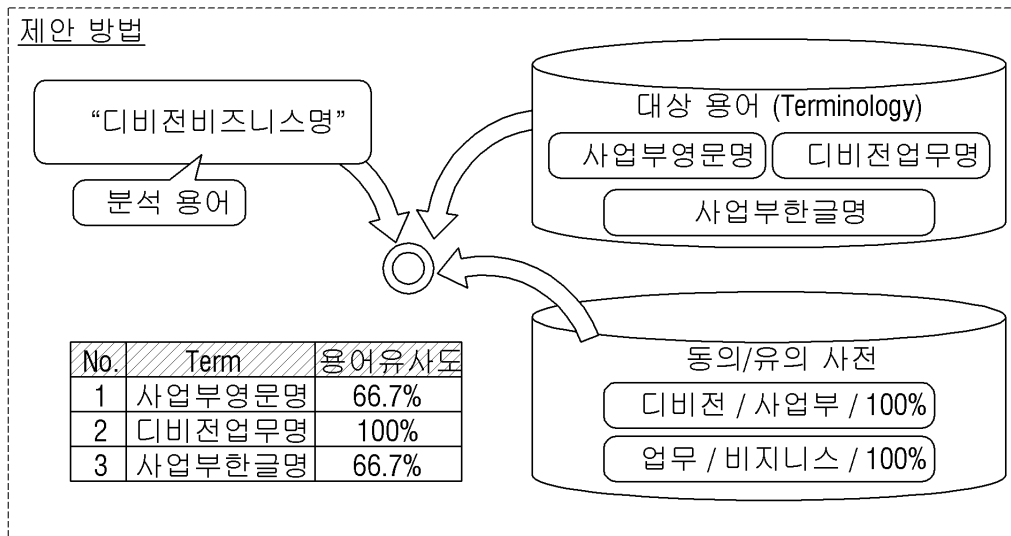 제안 방법
“디비전비즈니스명”
분석 용어
대상 용어 (Terminology)
사업부영문명 디비전업무명
사업부한글명
No. Term 용어유사도
1 사업부영문명 66.7%
2 디비전업무명 100%
3 사업부한글명 66.7%
동의/유의 사전
디비전 / 사업부 / 100%
업무 / 비지니스 / 100%